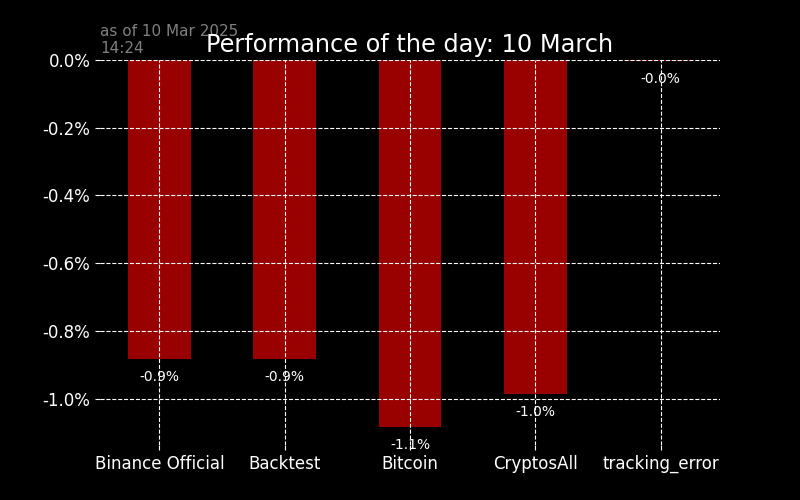 as of 10 Mar 2025
14:24
Performance of the day: 10 March
0.0%
-0.2%
-0.4%
-0.6%
-0.8%
-1.0%
-0.9%
-0.9%
-1.1%
-1.0%
-0.0%
Binance Official
Backtest
Bitcoin
CryptosAll
tracking_error